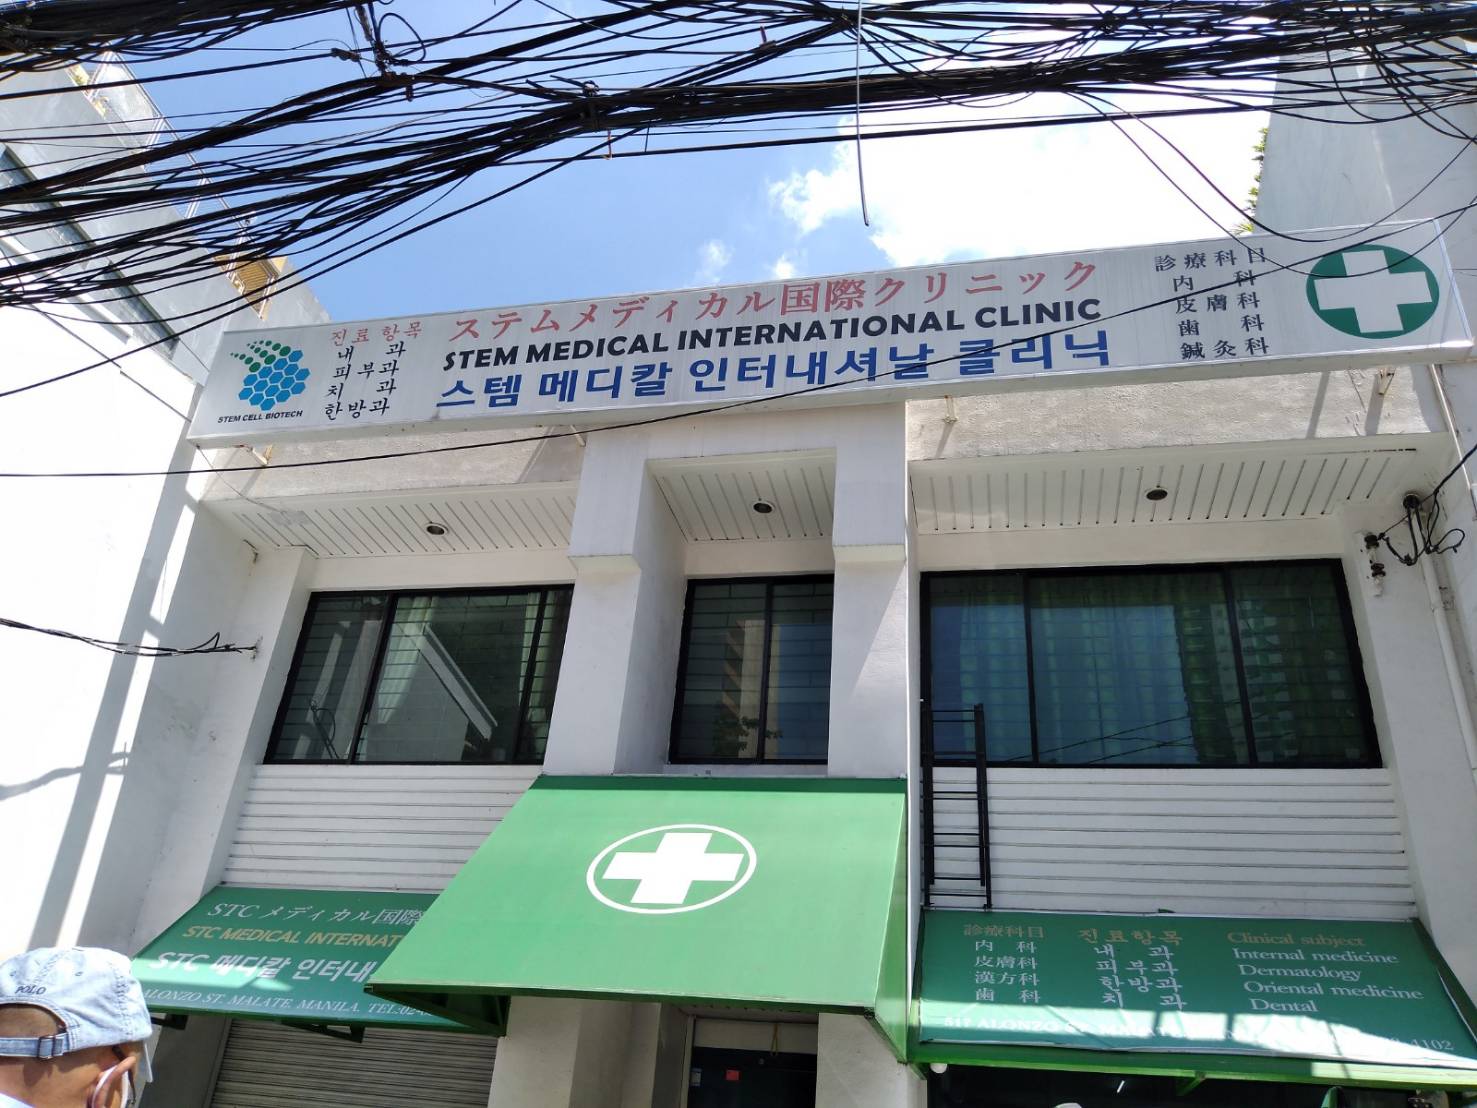 진료항목
내 과
피부과
치 과
한방과
STEM CELL BIOTECH
ステムメディカル国際クリニック
STEM MEDICAL INTERNATIONAL CLINIC
스템 메디칼 인터내셔날 클리닉
診療科目
内 科
皮膚科
歯 科
鍼灸科
STC メディカル国際
STC MEDICAL INTERNAT
STC 메디칼 인터내
ALONZO ST. MALATE, MANILA. TEL:024
診療科目 진료항목 Clinical subject
内 科 내 과 Internal medicine
皮膚科 피부과 Dermatology
漢方科 한방과 Oriental medicine
歯 科 치 과 Dental
517 ALONZO ST. 4102
POLO